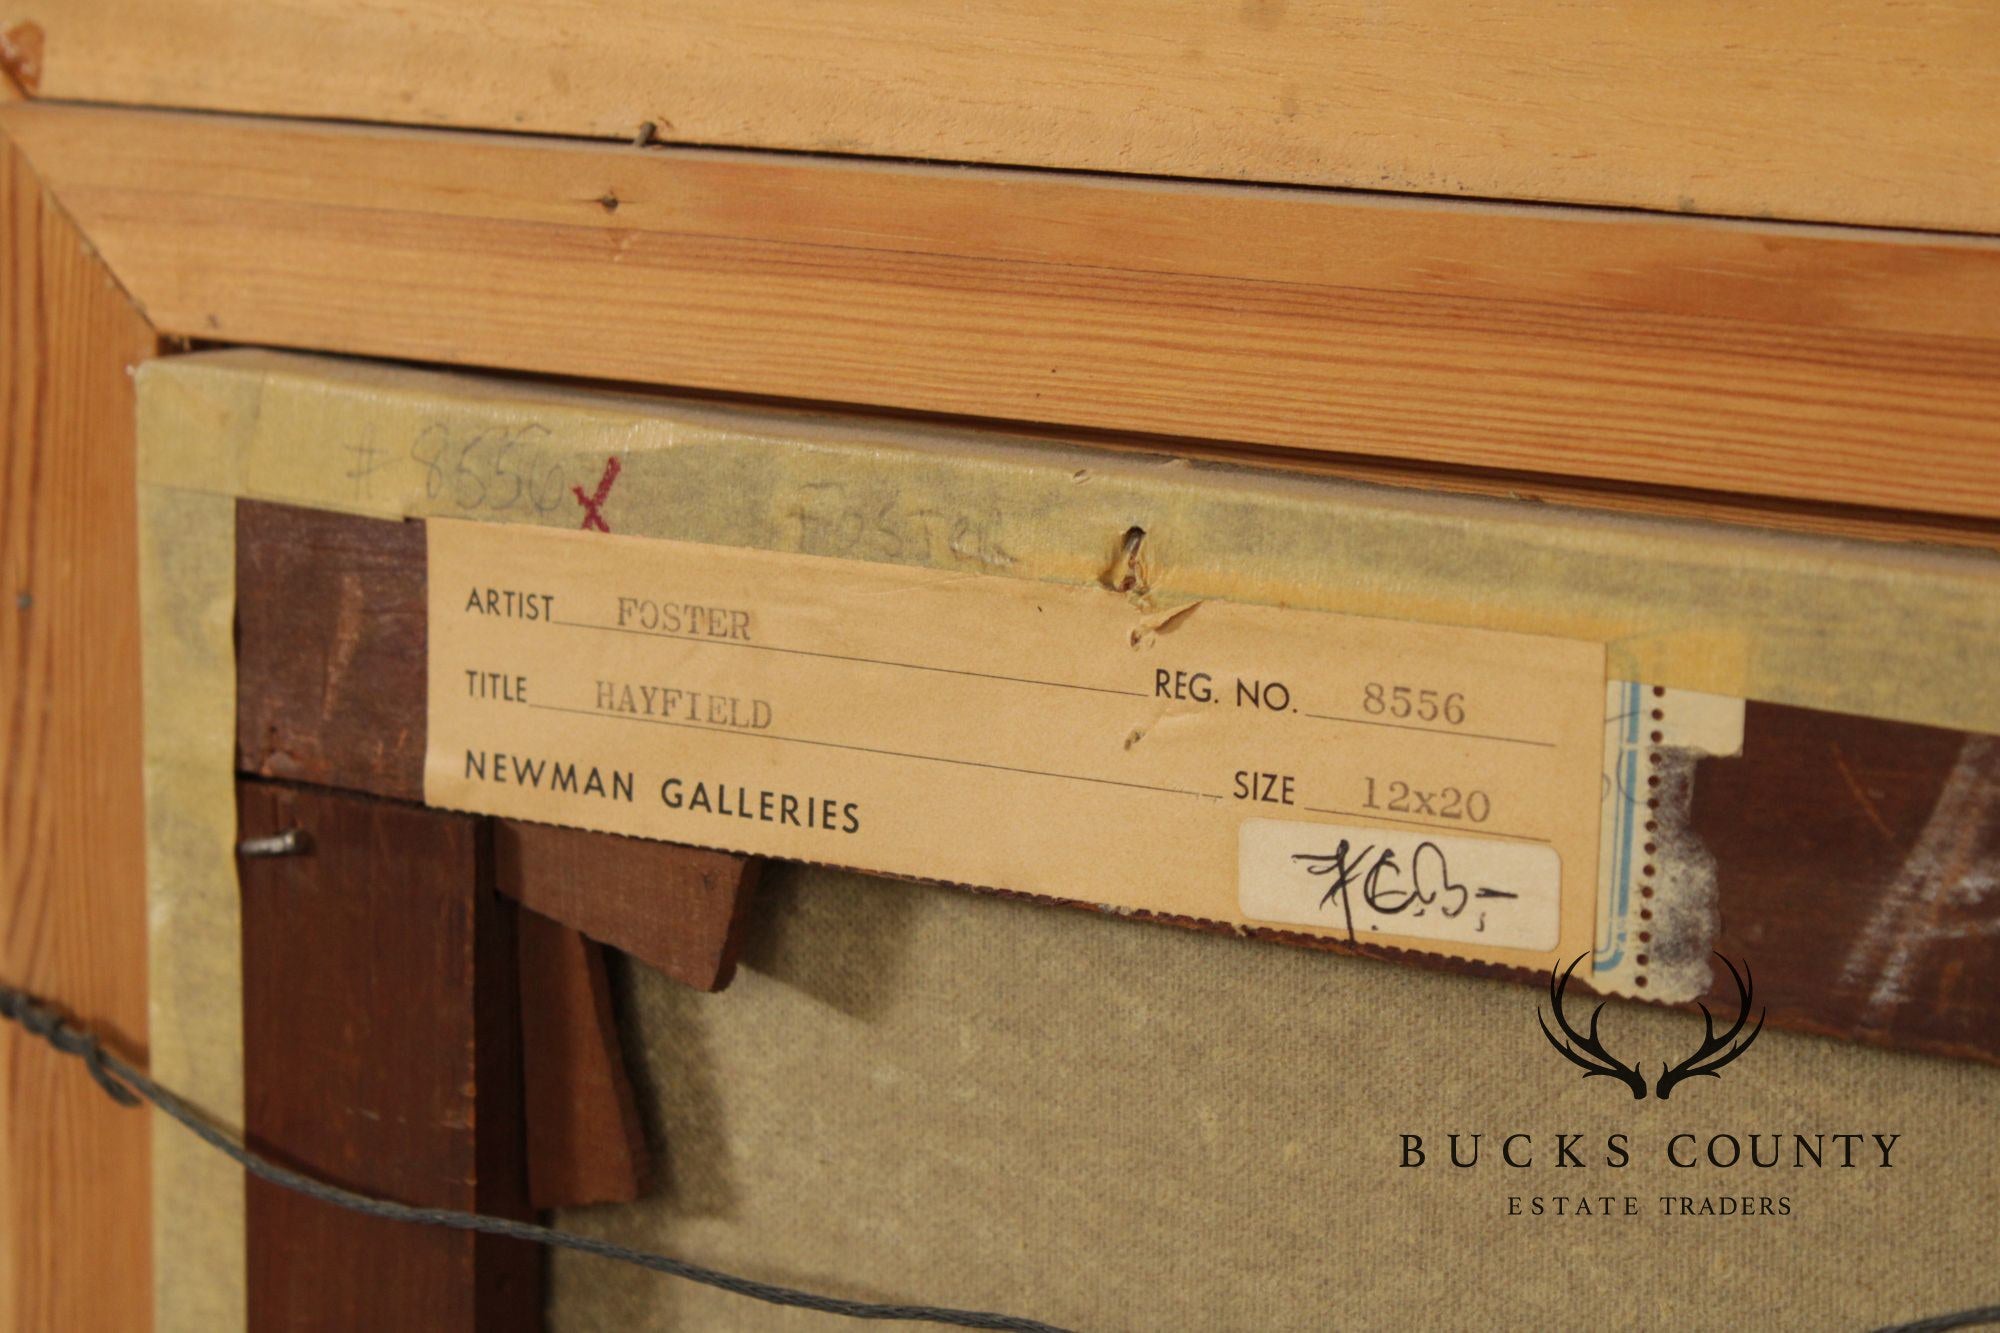 # 8556 X FOSTER
ARTIST FOSTER
TITLE HAYFIELD
REG. NO. 8556
NEWMAN GALLERIES
SIZE 12x20
BUCKS COUNTY
ESTATE TRADERS